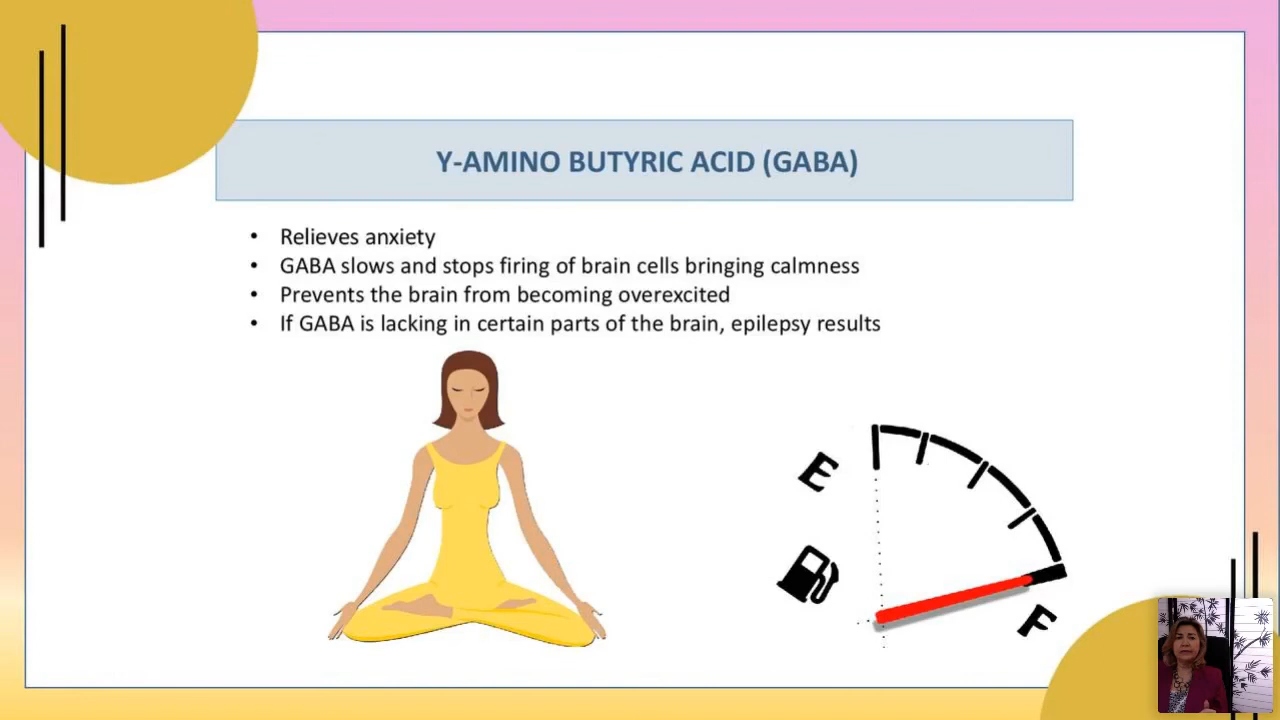 Y-AMINO BUTYRIC ACID (GABA)
• Relieves anxiety
• GABA slows and stops firing of brain cells bringing calmness
• Prevents the brain from becoming overexcited
• If GABA is lacking in certain parts of the brain, epilepsy results
E
F